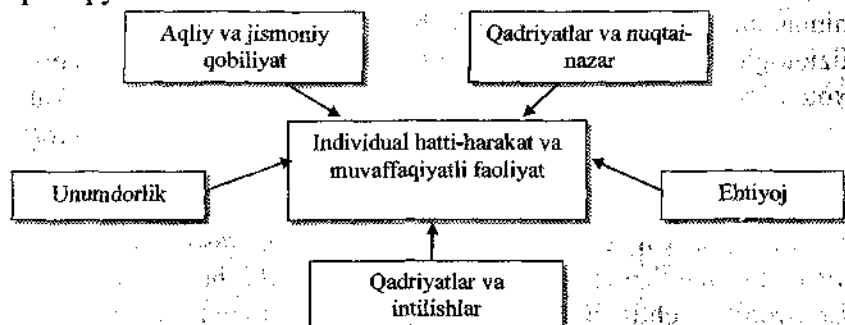 Aqliy va jismoniy
qobiliyat
Qadriyatlar va nuqtai-
nazar
Individual hatti-harakat va
muvaffaqiyatli faoliyat
Unumdorlik
Ehtiyoj
Qadriyatlar va
intilishlar